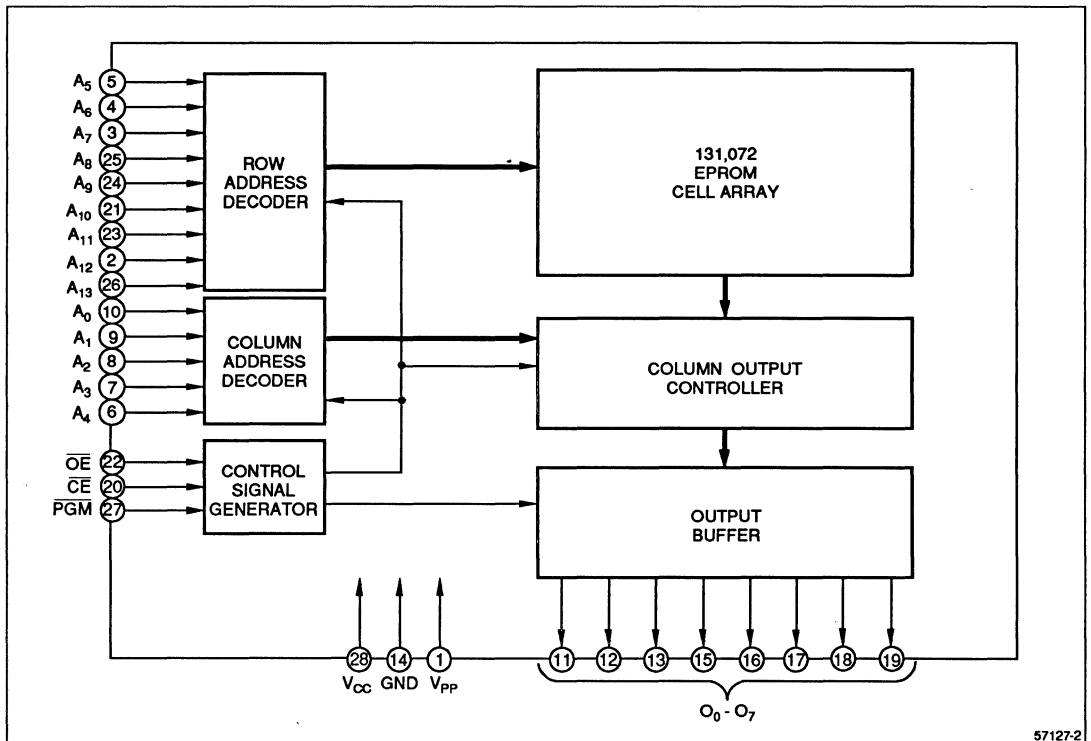 A5 5
A6 4
A7 3
A8 25
A9 24
A10 21
A11 23
A12 2
A13 26
A0 10
A1 9
A2 8
A3 7
A4 6
OE 22
CE 20
PGM 27
ROW
ADDRESS
DECODER
COLUMN
ADDRESS
DECODER
CONTROL
SIGNAL
GENERATOR
131,072
EPROM
CELL ARRAY
COLUMN OUTPUT
CONTROLLER
OUTPUT
BUFFER
28 14 1
VCC GND VPP
11 12 13 15 16 17 18 19
O0 - O7
57127-2